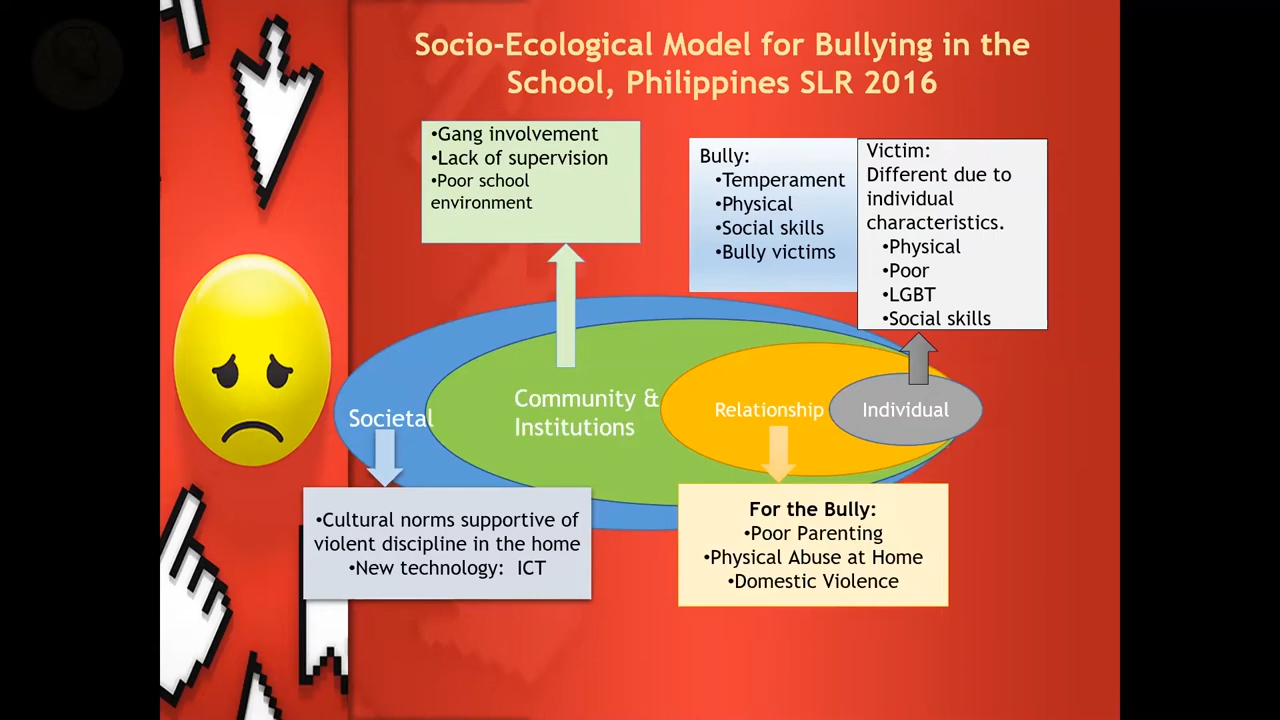 Socio-Ecological Model for Bullying in the
School, Philippines SLR 2016
•Gang involvement
•Lack of supervision
•Poor school
environment
Bully:
•Temperament
•Physical
•Social skills
•Bully victims
Victim:
Different due to
individual
characteristics.
•Physical
•Poor
•LGBT
•Social skills
Societal
Community &
Institutions
Relationship
Individual
•Cultural norms supportive of
violent discipline in the home
•New technology: ICT
For the Bully:
•Poor Parenting
•Physical Abuse at Home
•Domestic Violence